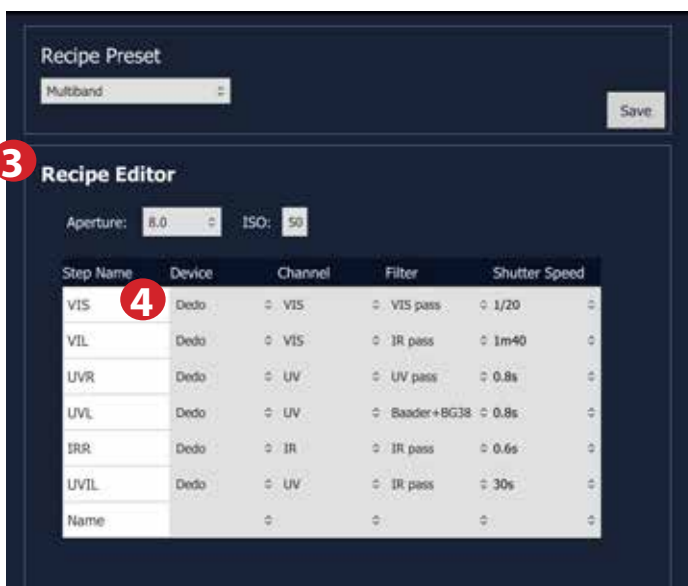 Recipe Preset
Multiband
Save
3
Recipe Editor
Aperture: 8.0 ISO: 50
Step Name Device Channel Filter Shutter Speed
VIS 4 Dedo VIS VIS pass 1/20
VIL Dedo VIS IR pass 1m40
UVR Dedo UV UV pass 0.8s
UVL Dedo UV Baader+BG38 0.8s
IRR Dedo IR IR pass 0.6s
UVIL Dedo UV IR pass 30s
Name